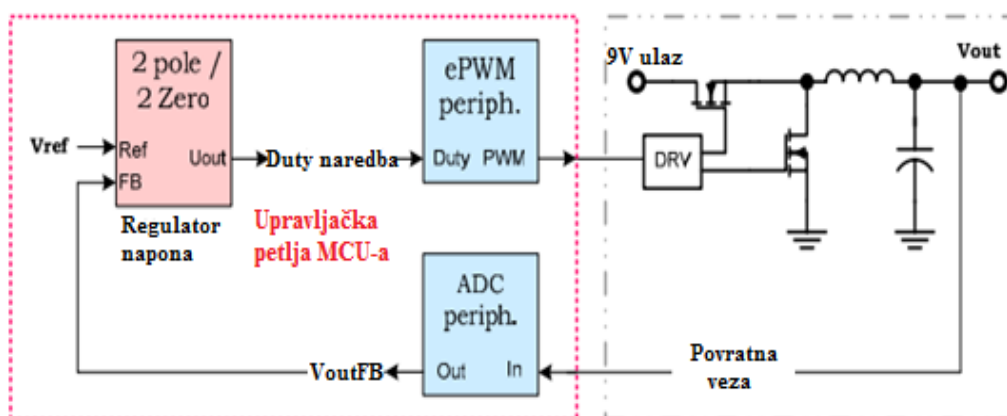 2 pole /
2 Zero
Vref
Ref
Uout
FB
Regulator
napona
Duty naredba
Upravljačka
petlja MCU-a
ePWM
periph.
Duty PWM
ADC
periph.
Out In
VoutFB
9V ulaz
Vout
DRV
Povratna
veza